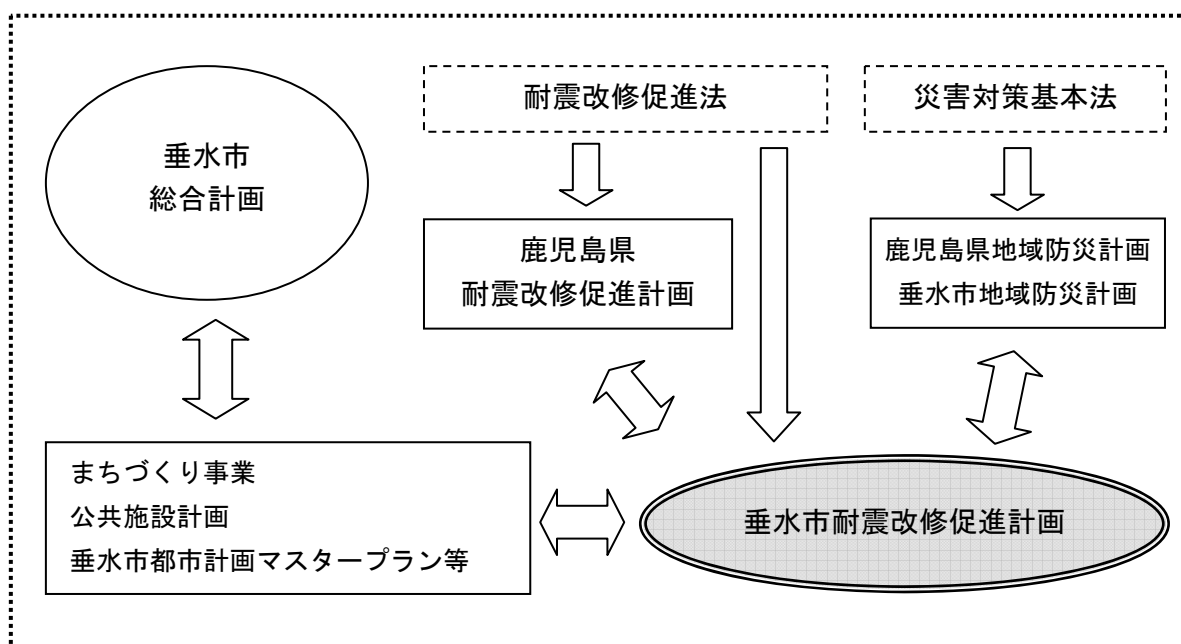 垂水市
総合計画
耐震改修促進法
災害対策基本法
鹿児島県
耐震改修促進計画
鹿児島県地域防災計画
垂水市地域防災計画
まちづくり事業
公共施設計画
垂水市都市計画マスタープラン等
垂水市耐震改修促進計画